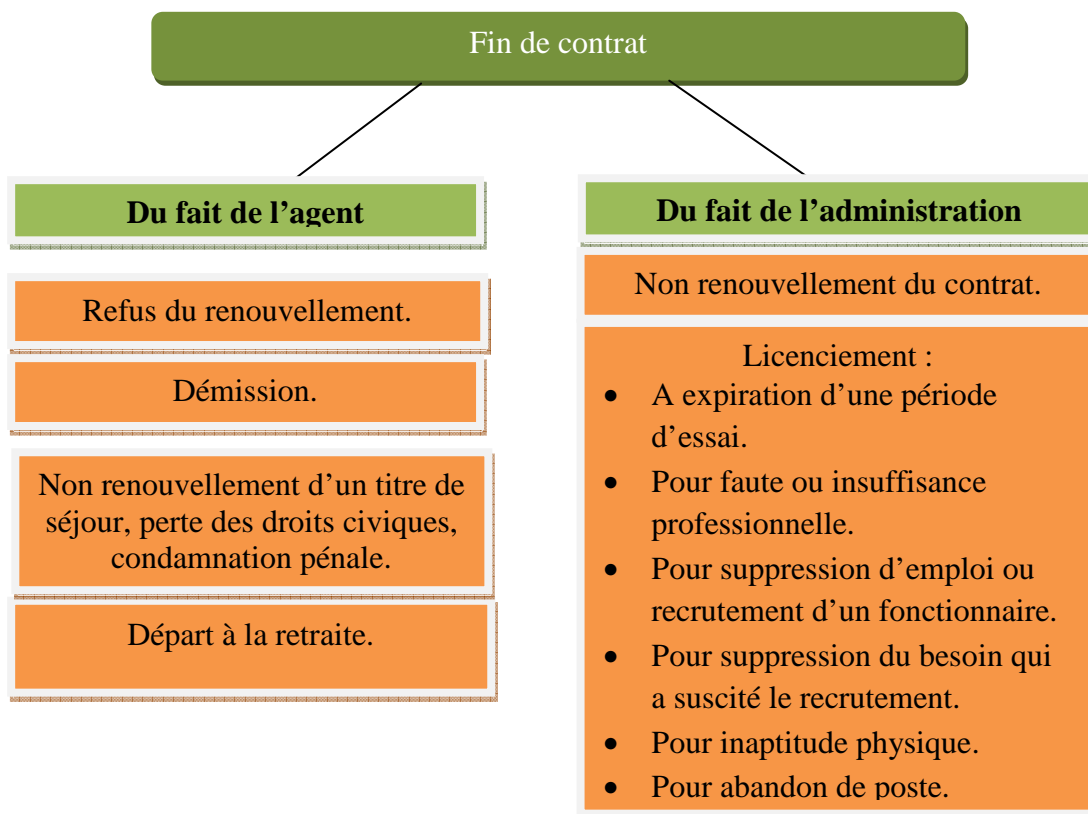 Fin de contrat
Du fait de l’agent
Refus du renouvellement.
Démission.
Non renouvellement d’un titre de
séjour, perte des droits civiques,
condamnation pénale.
Départ à la retraite.
Du fait de l’administration
Non renouvellement du contrat.
Licenciement :
• A expiration d’une période
d’essai.
• Pour faute ou insuffisance
professionnelle.
• Pour suppression d’emploi ou
recrutement d’un fonctionnaire.
• Pour suppression du besoin qui
a suscité le recrutement.
• Pour inaptitude physique.
• Pour abandon de poste.